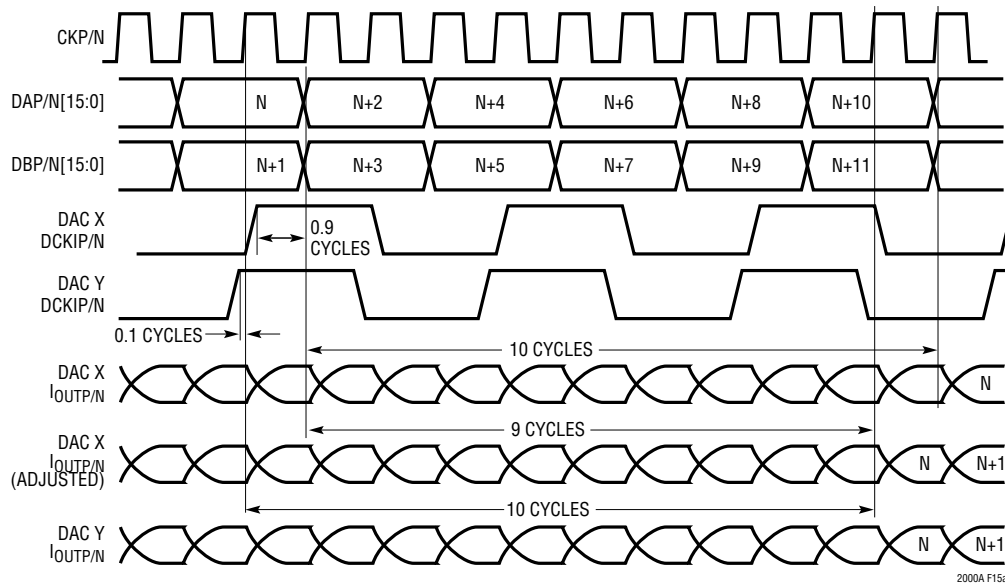 CKP/N
DAP/N[15:0]
N N+2 N+4 N+6 N+8 N+10
DBP/N[15:0]
N+1 N+3 N+5 N+7 N+9 N+11
DAC X
DCKIP/N
0.9
CYCLES
DAC Y
DCKIP/N
0.1 CYCLES
10 CYCLES
DAC X
IOUTP/N
N
9 CYCLES
DAC X
IOUTP/N
(ADJUSTED)
N N+1
10 CYCLES
DAC Y
IOUTP/N
N N+1